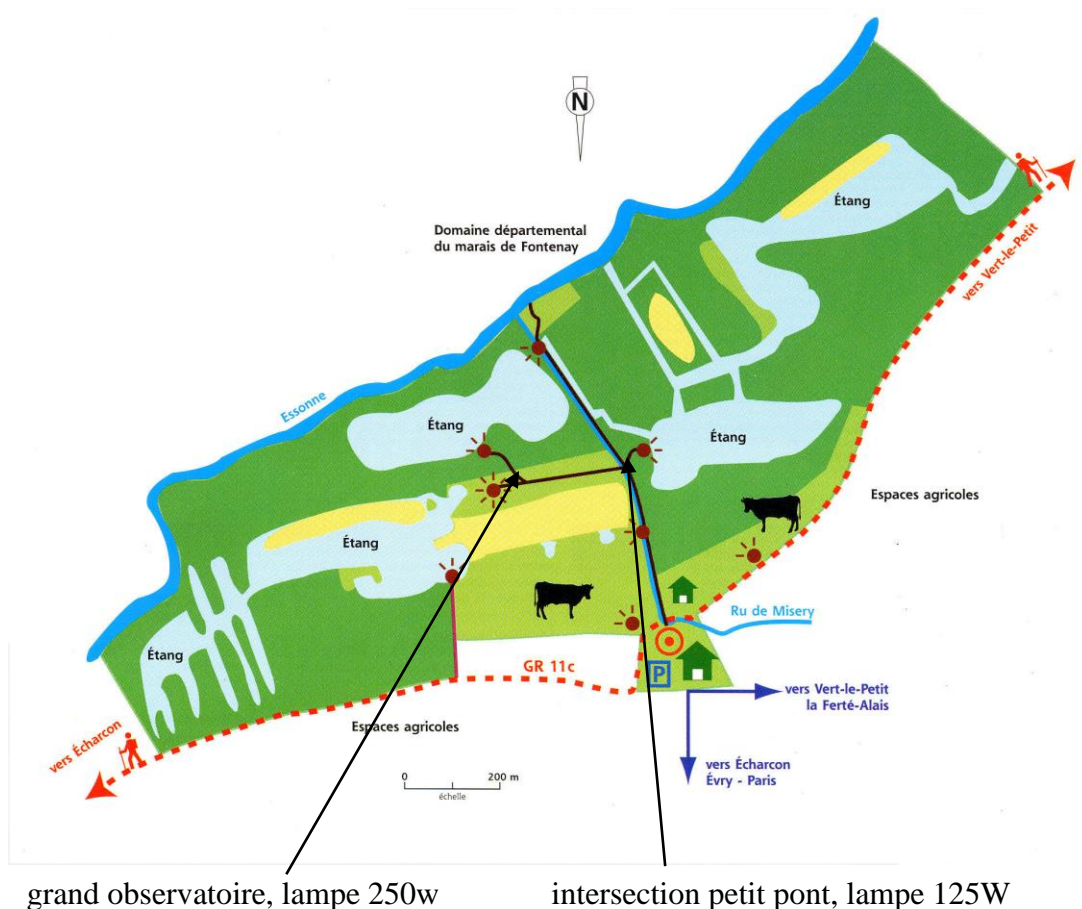 N
Étang
Domaine départemental
du marais de Fontenay
vers Vert-le-Petit
Essonne
Étang
Étang
Espaces agricoles
Étang
Ru de Misery
Étang
GR 11c
P
vers Vert-le-Petit
la Ferté-Alais
Espaces agricoles
vers Écharcon
vers Écharcon
Évry - Paris
0 200 m
échelle
grand observatoire, lampe 250w
intersection petit pont, lampe 125W